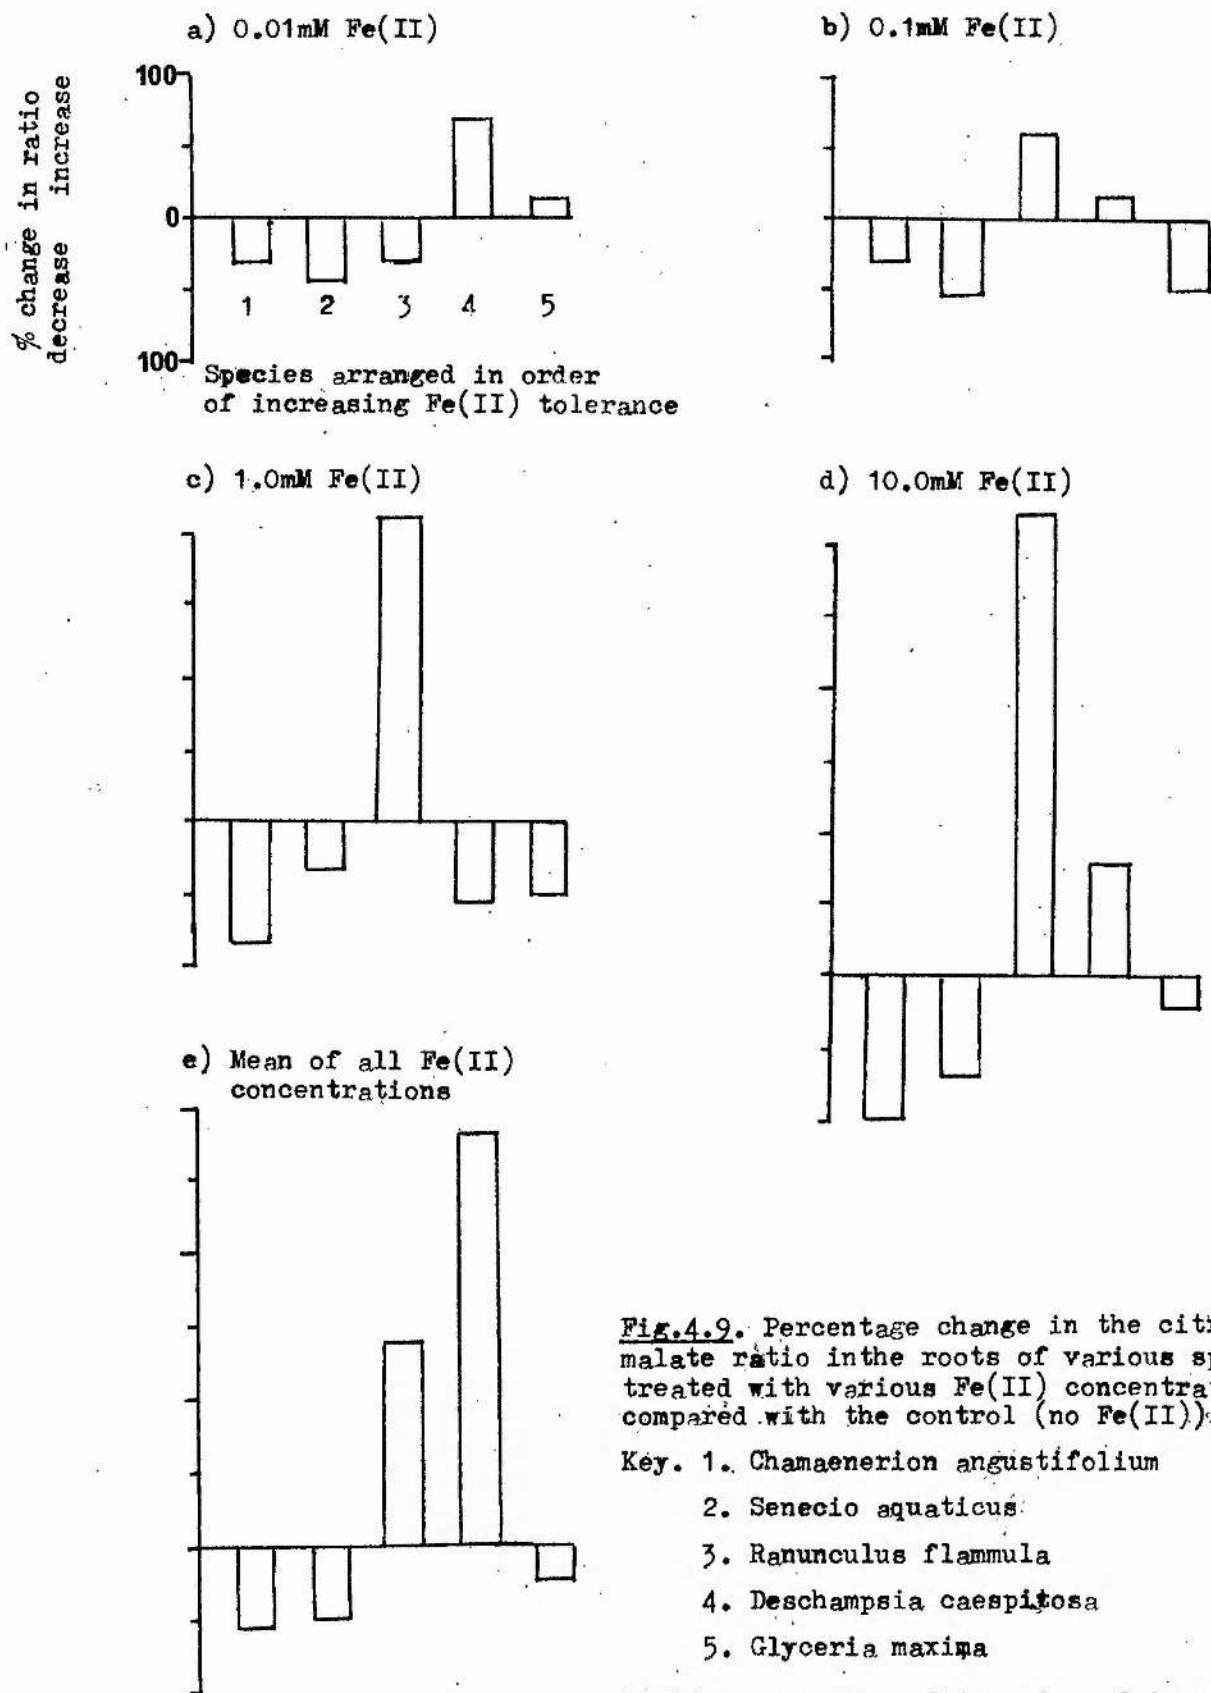 a) 0.01mM Fe(II)
b) 0.1mM Fe(II)
% change in ratio
decrease increase
100
0
100
1 2 3 4 5
Species arranged in order
of increasing Fe(II) tolerance
c) 1.0mM Fe(II)
d) 10.0mM Fe(II)
e) Mean of all Fe(II)
concentrations
Fig.4.9. Percentage change in the
malate ratio inthe roots of various
treated with various Fe(II)
compared with the control (no Fe(II))
Key. 1. Chamaenerion angustifolium
2. Senecio aquaticus
3. Ranunculus flammula
4. Deschampsia caespitosa
5. Glyceria maxima